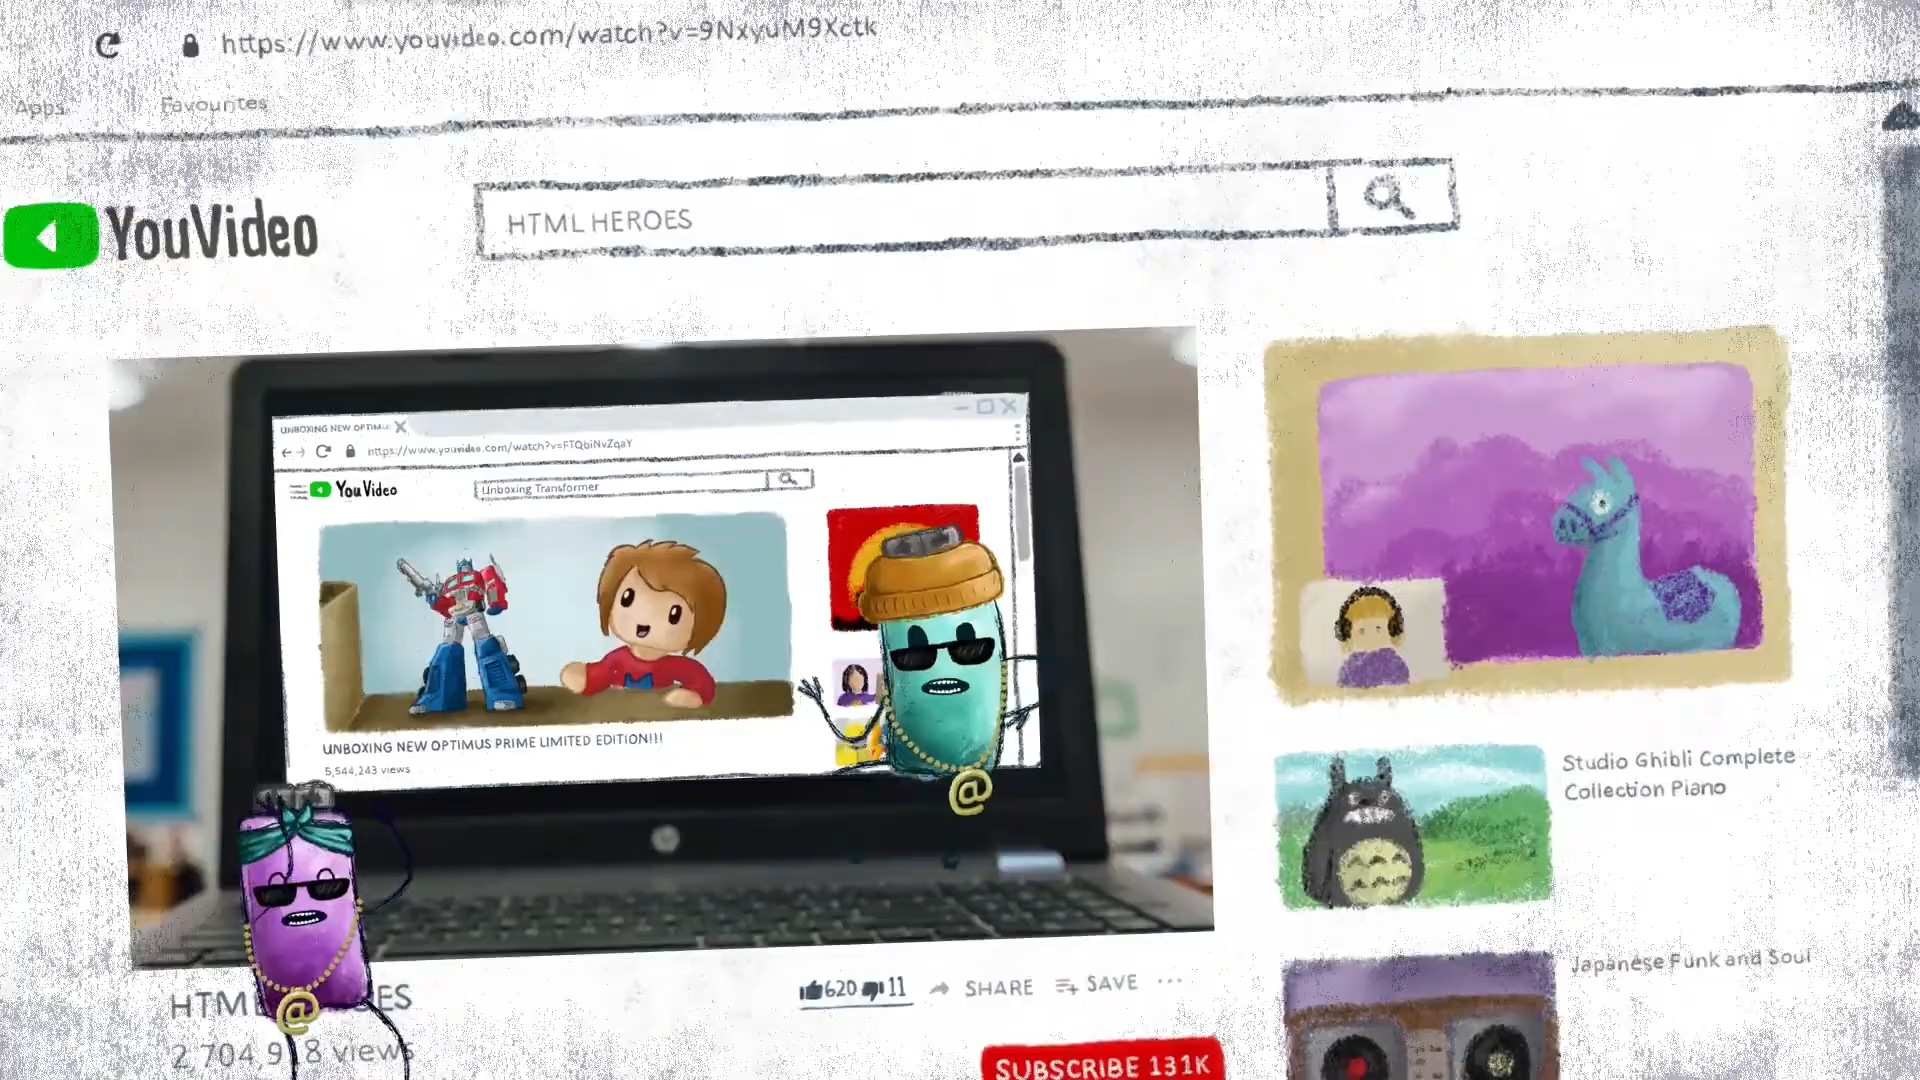 https://www.youvideo.com/watch?v=9NxyuM9Xctk
Apps
Favourites
YouVideo
HTML HEROES
UNBOXING NEW OPTIMU
https://www.youvideo.com/watch?v=FTQbiNvZqaY
YouVideo
Unboxing Transformer
UNBOXING NEW OPTIMUS PRIME LIMITED EDITION!!!
5,544,243 views
@
@
hp
Studio Ghibli Complete
Collection Piano
Japanese Funk and Soul
620 11 SHARE SAVE ...
views
SUBSCRIBE 131K